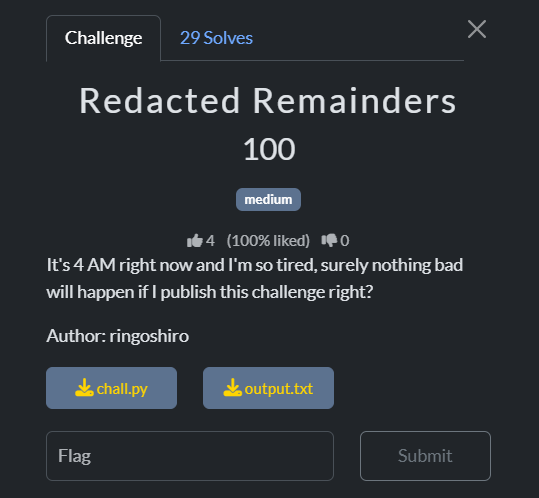 Challenge
29 Solves
Redacted Remainders
100
medium
4 (100% liked) 0
It's 4 AM right now and I'm so tired, surely nothing bad
will happen if I publish this challenge right?
Author: ringoshiro
chall.py
output.txt
Flag
Submit